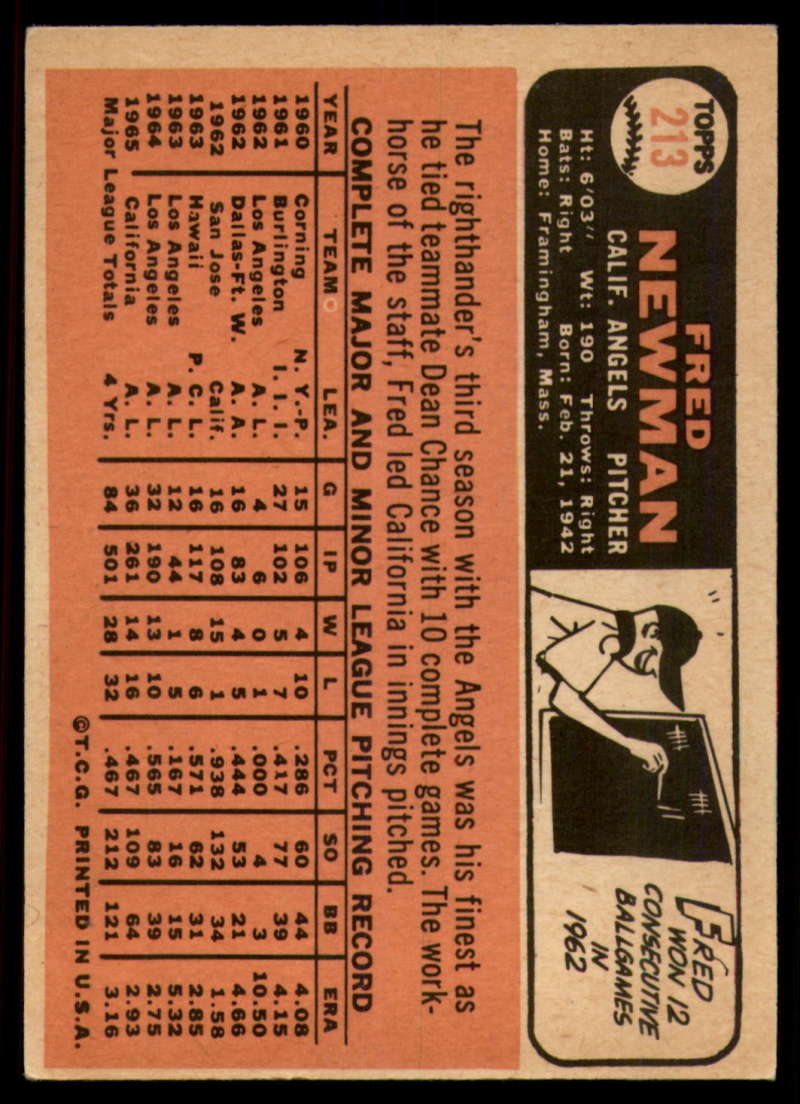 TOPPS
213
FRED
NEWMAN
CALIF. ANGELS PITCHER
Ht: 6'03" Wt: 190 Throws: Right
Bats: Right Born: Feb. 21, 1942
Home: Framingham, Mass.
FRED
WON 12
CONSECUTIVE
BALLGAMES
IN
1962
The righthander's third season with the Angels was his finest as
he tied teammate Dean Chance with 10 complete games. The work-
horse of the staff, Fred led California in innings pitched.
COMPLETE MAJOR AND MINOR LEAGUE PITCHING RECORD
YEAR TEAM LEA. G IP W L PCT SO BB ERA
1960 Corning N. Y.-P. 15 106 4 10 .286 60 44 4.08
1961 Burlington I. I. I. 27 102 5 7 .417 77 39 4.15
1962 Los Angeles A. L. 4 6 0 1 .000 4 3 10.50
1962 Dallas-Ft. W. A. A. 16 83 4 5 .444 53 21 4.66
1962 San Jose Calif. 16 108 15 1 .938 132 34 1.58
1963 Hawaii P. C. L. 16 117 8 6 .571 62 31 2.85
1963 Los Angeles A. L. 12 44 1 5 .167 16 15 5.32
1964 Los Angeles A. L. 32 190 13 10 .565 83 39 2.75
1965 California A. L. 36 261 14 16 .467 109 64 2.93
Major League Totals 4 Yrs. 84 501 28 32 .467 212 121 3.16
©T.C.G. PRINTED IN U.S.A.